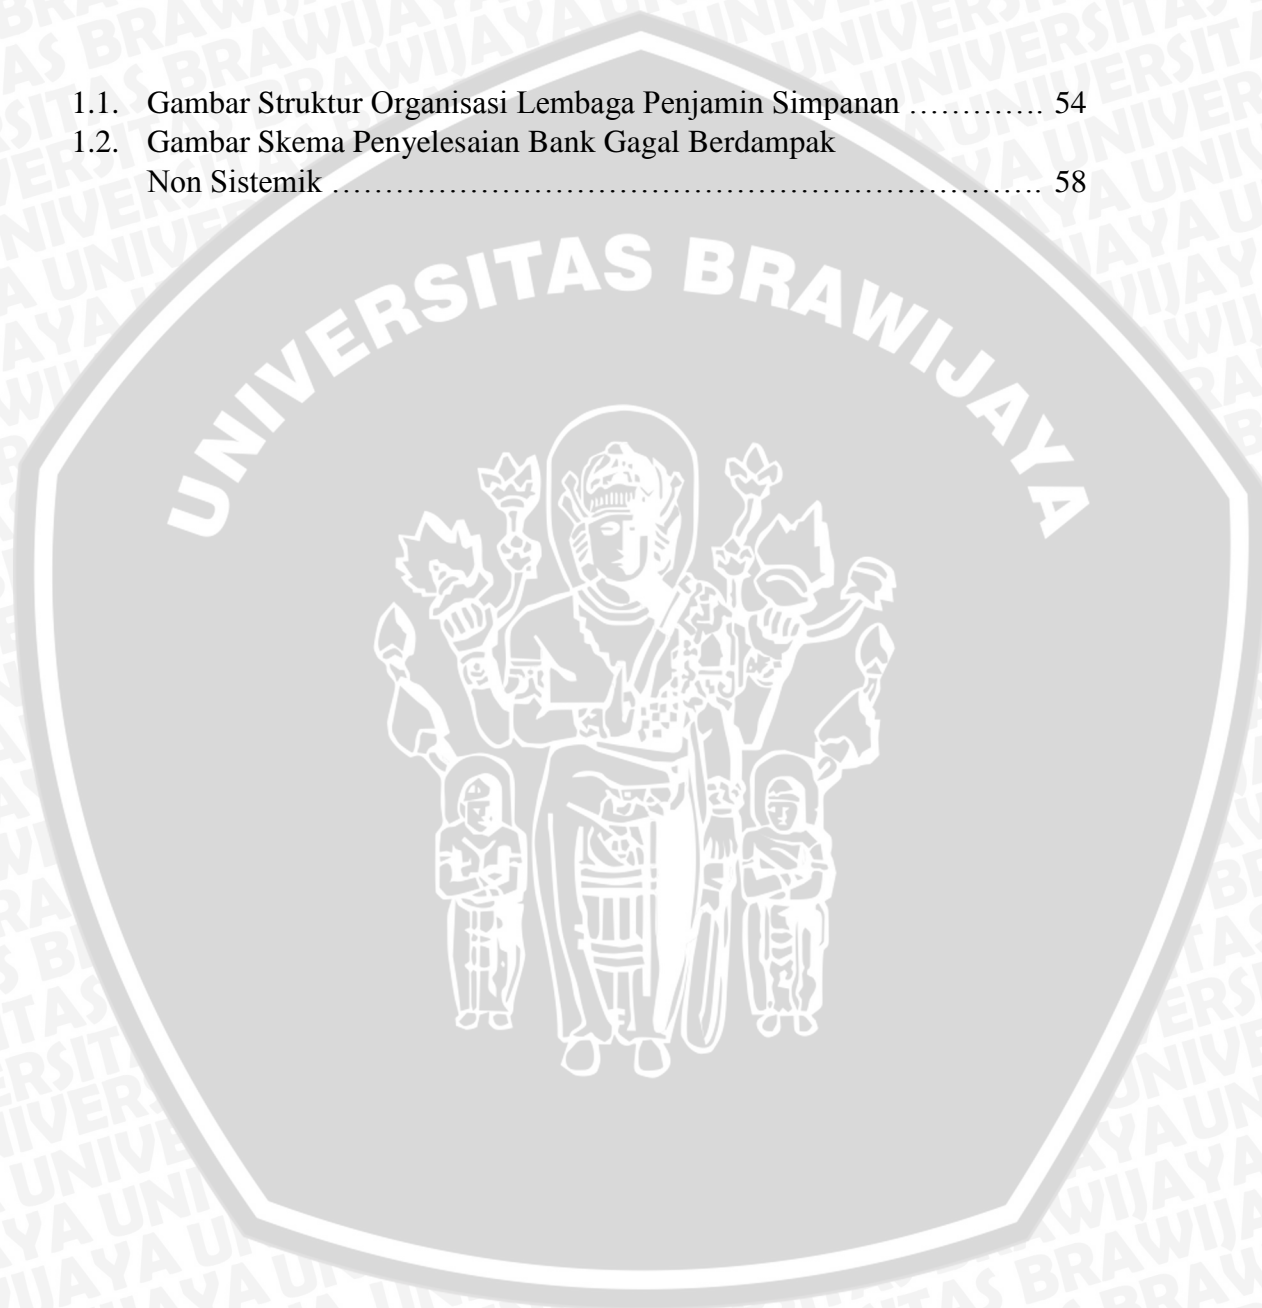 1.1. Gambar Struktur Organisasi Lembaga Penjamin Simpanan …………. 54
1.2. Gambar Skema Penyelesaian Bank Gagal Berdampak
Non Sistemik ………………………………………………………………. 58
UNIVERSITAS BRAWIJAYA